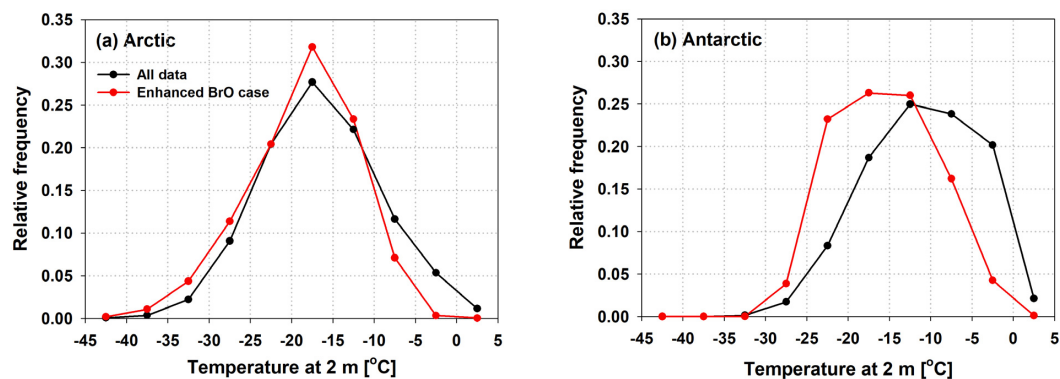 (a) Arctic
All data
Enhanced BrO case
Relative frequency
0.35
0.30
0.25
0.20
0.15
0.10
0.05
0.00
-45 -40 -35 -30 -25 -20 -15 -10 -5 0 5
Temperature at 2 m [°C]
(b) Antarctic
Relative frequency
0.35
0.30
0.25
0.20
0.15
0.10
0.05
0.00
-45 -40 -35 -30 -25 -20 -15 -10 -5 0 5
Temperature at 2 m [°C]